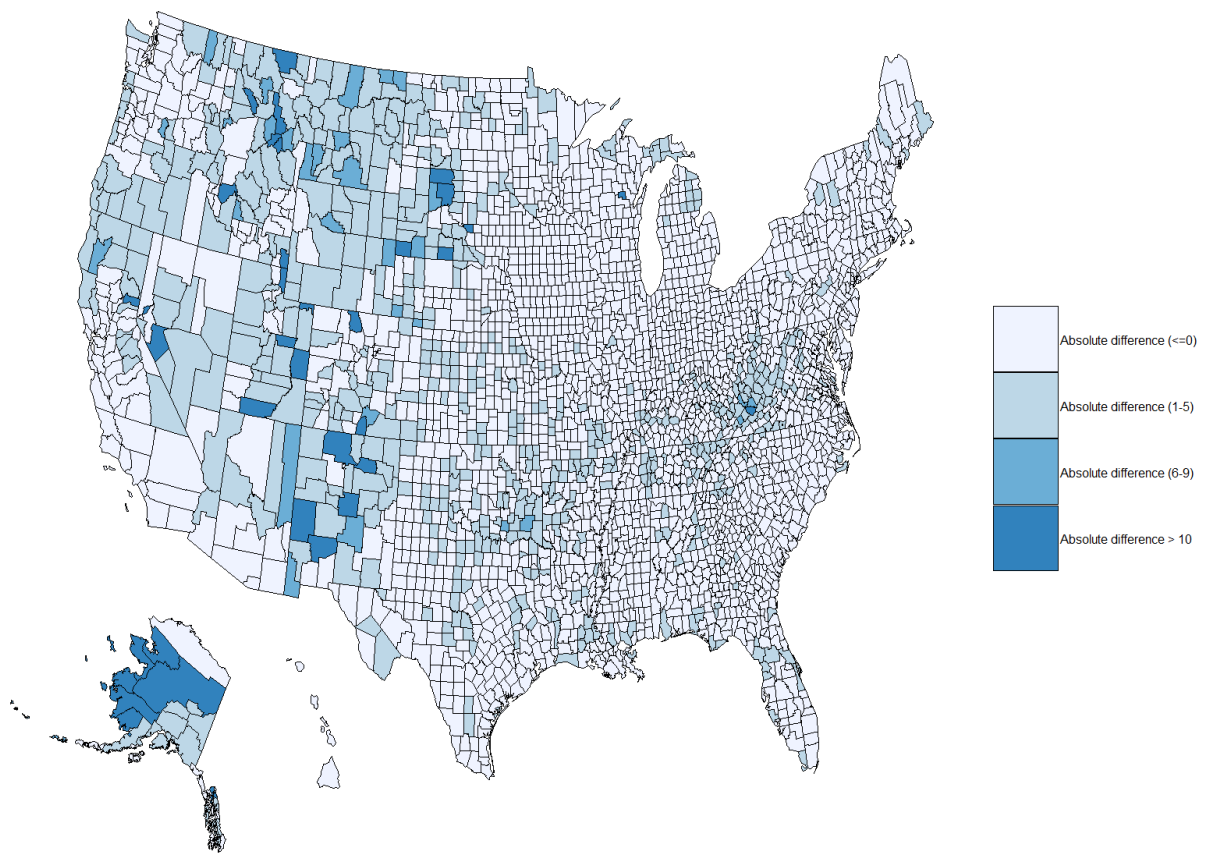 Absolute difference (<=0)
Absolute difference (1-5)
Absolute difference (6-9)
Absolute difference > 10